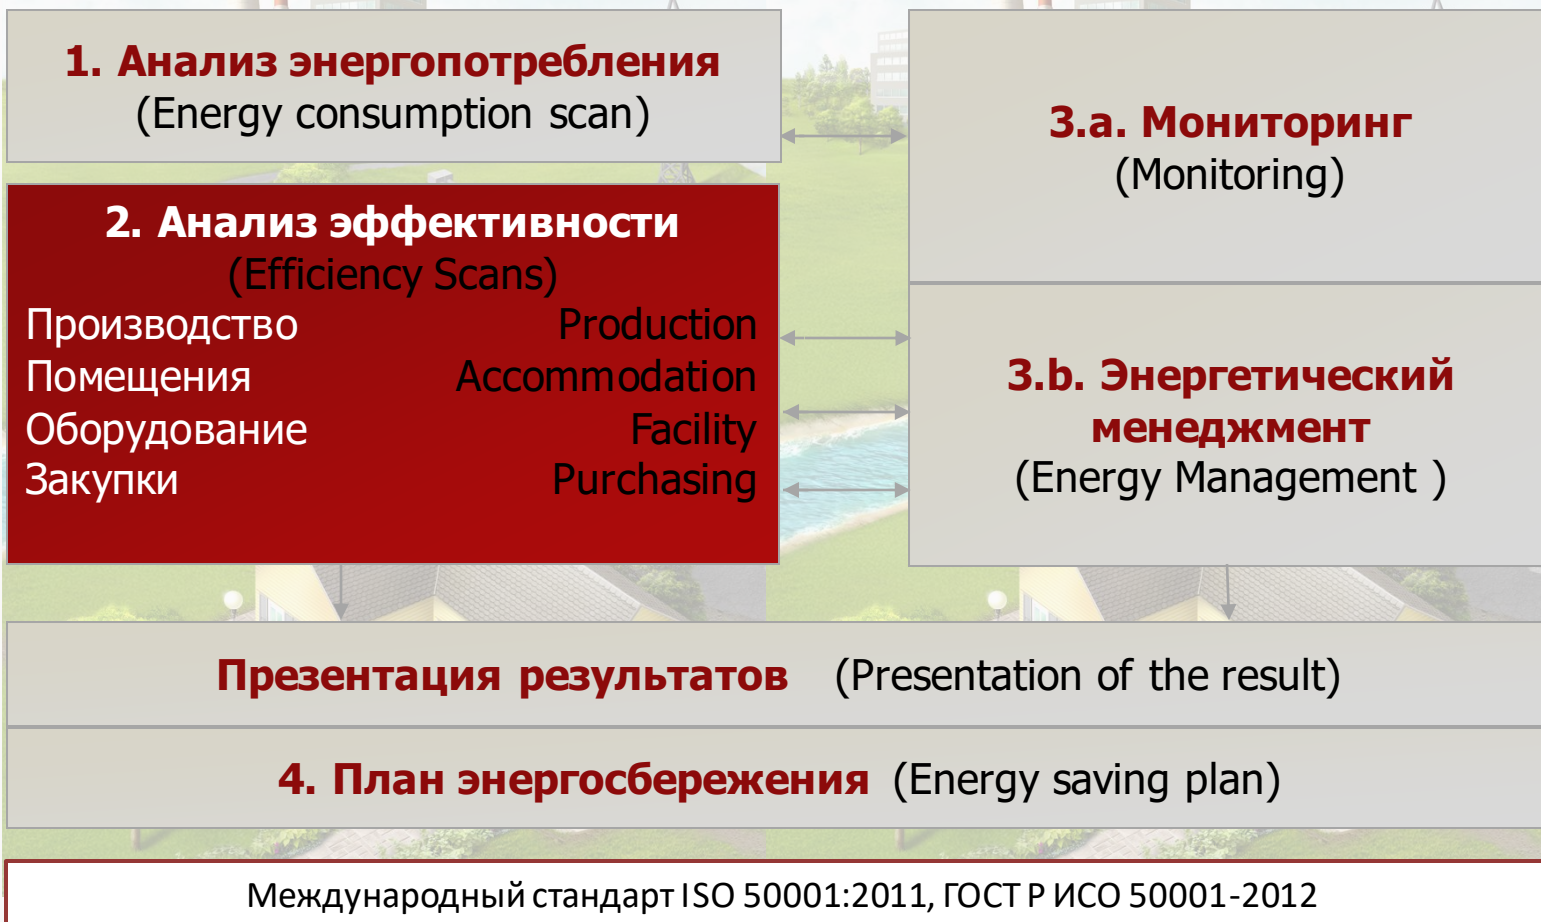 1. Анализ энергопотребления
(Energy consumption scan)
2. Анализ эффективности
(Efficiency Scans)
Производство Production
Помещения Accommodation
Оборудование Facility
Закупки Purchasing
3.a. Мониторинг
(Monitoring)
3.b. Энергетический
менеджмент
(Energy Management )
Презентация результатов (Presentation of the result)
4. План энергосбережения (Energy saving plan)
Международный стандарт ISO 50001:2011, ГОСТ Р ИСО 50001-2012